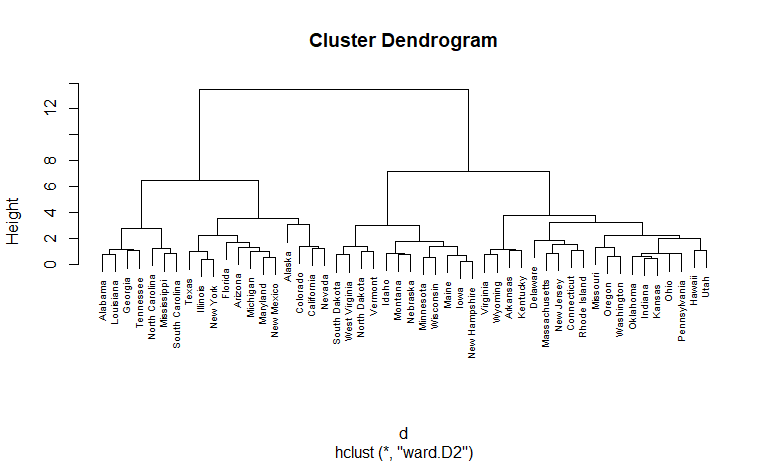 Cluster Dendrogram
Height
12
8
6
4
2
0
Alabama
Louisiana
Georgia
Tennessee
North Carolina
Mississippi
South Carolina
Texas
Illinois
New York
Florida
Arizona
Michigan
Maryland
New Mexico
Alaska
Colorado
California
Nevada
South Dakota
West Virginia
North Dakota
Vermont
Idaho
Montana
Nebraska
Minnesota
Wisconsin
Maine
Iowa
New Hampshire
Virginia
Wyoming
Arkansas
Kentucky
Delaware
Massachusetts
New Jersey
Connecticut
Rhode Island
Missouri
Oregon
Washington
Oklahoma
Indiana
Kansas
Ohio
Pennsylvania
Hawaii
Utah
d
hclust (*, "ward.D2")